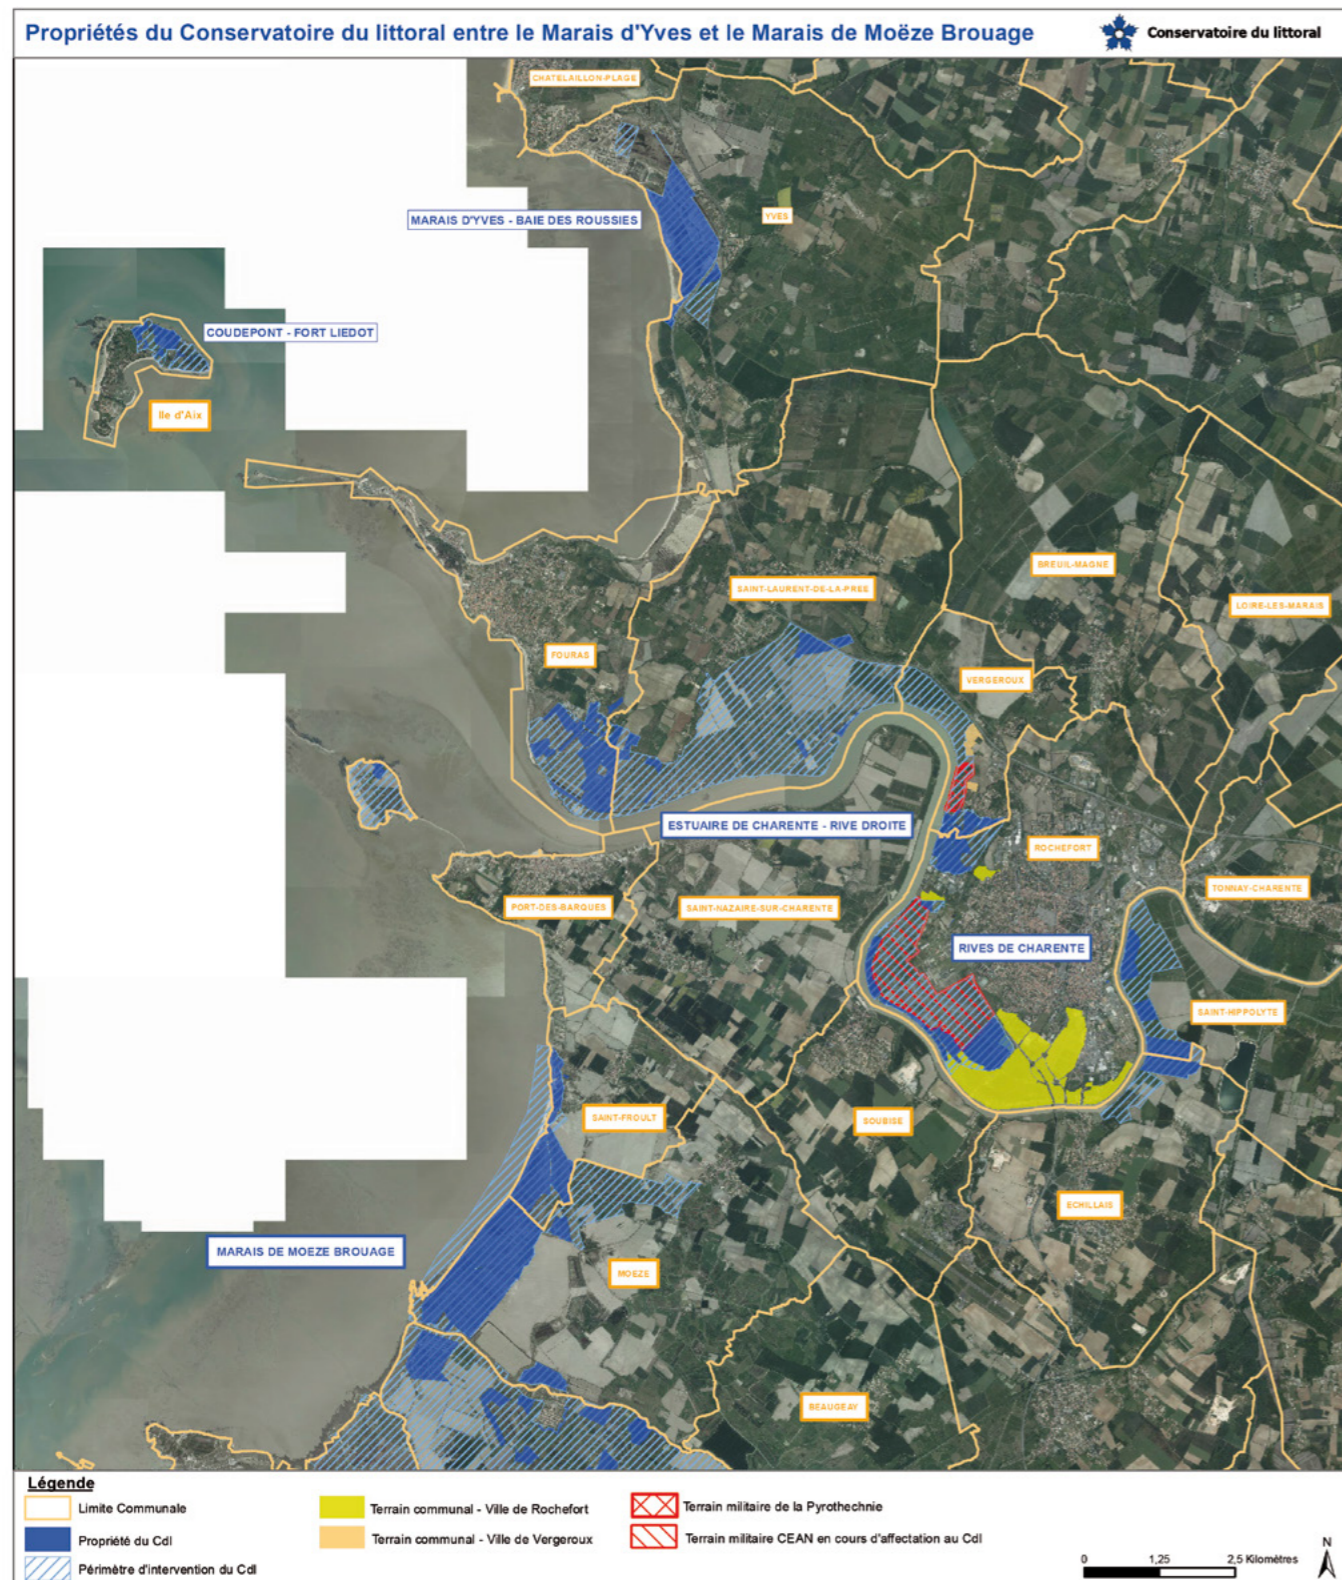 Propriétés du Conservatoire du littoral entre le Marais d'Yves et le Marais de Moëze Brouage
Conservatoire du littoral
CHATELAILLON-PLAGE
MARAIS D'YVES - BAIE DES ROUSSIES
YVES
COUDEPONT - FORT LIEDOT
Ile d'Aix
BREUIL-MAGNE
SAINT-LAURENT-DE-LA-PREE
LOIRE-LES-MARAIS
FOURAS
VERGEROUX
ESTUAIRE DE CHARENTE - RIVE DROITE
ROCHEFORT
TONNAY-CHARENTE
PORT-DES-BARQUES
SAINT-NAZAIRE-SUR-CHARENTE
RIVES DE CHARENTE
SAINT-HIPPOLYTE
SAINT-FROULT
SOUBISE
ECHILLAIS
MARAIS DE MOEZE BROUAGE
MOEZE
BEAUGEAY
Légende
Limite Communale
Propriété du Cdl
Périmètre d'intervention du Cdl
Terrain communal - Ville de Rochefort
Terrain communal - Ville de Vergeroux
Terrain militaire de la Pyrothechnie
Terrain militaire CEAN en cours d'affectation au Cdl
0 1,25 2,5 Kilomètres
N